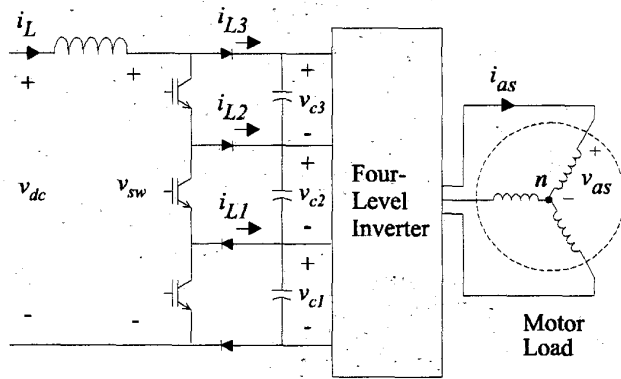 i_L
i_L3
+
+
+
v_c3
-
i_L2
+
v_c2
-
i_L1
+
v_c1
-
v_dc
v_sw
-
-
Four-
Level
Inverter
i_as
+
n
-
v_as
Motor
Load